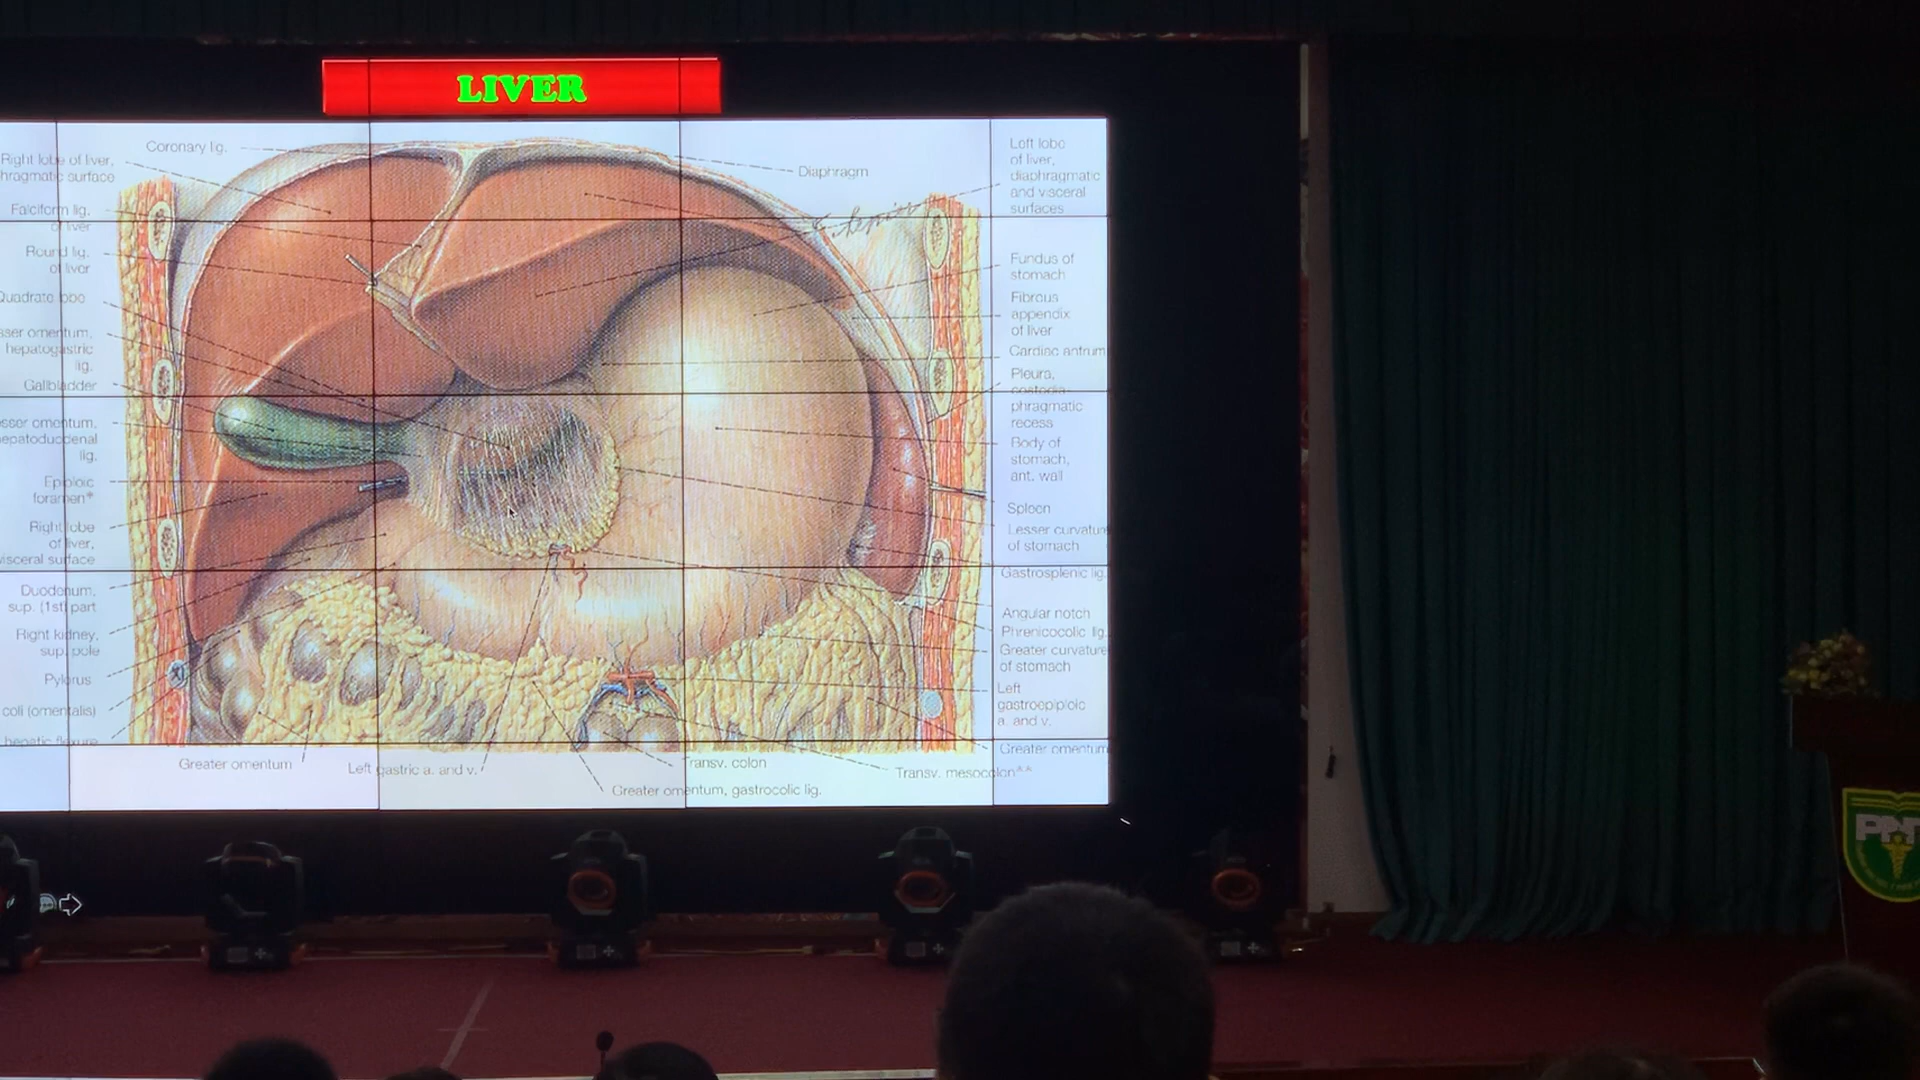 LIVER
Coronary lig.
Right lobe of liver,
hragmatic surface
Falciform lig.
of liver
Round lig.
of liver
Quadrate lobe
sser omentum,
hepatogastric
lig.
Gallbladder
sser omentum,
epatoduodenal
lig.
Epiploic
foramen*
Right lobe
of liver,
visceral surface
Duodenum,
sup. (1st) part
Right kidney,
sup. pole
Pylorus
coli (omentalis)
hepatic flexure
Diaphragm
Left lobe
of liver,
diaphragmatic
and visceral
surfaces
Fundus of
stomach
Fibrous
appendix
of liver
Cardiac antrum
Pleura,
costodia-
phragmatic
recess
Body of
stomach,
ant. wall
Spleen
Lesser curvature
of stomach
Gastrosplenic lig.
Angular notch
Phrenicocolic lig.
Greater curvature
of stomach
Left
gastroepiploic
a. and v.
Greater omentum
Greater omentum
Left gastric a. and v.
Transv. colon
Greater omentum, gastrocolic lig.
Transv. mesocolon**
PNT